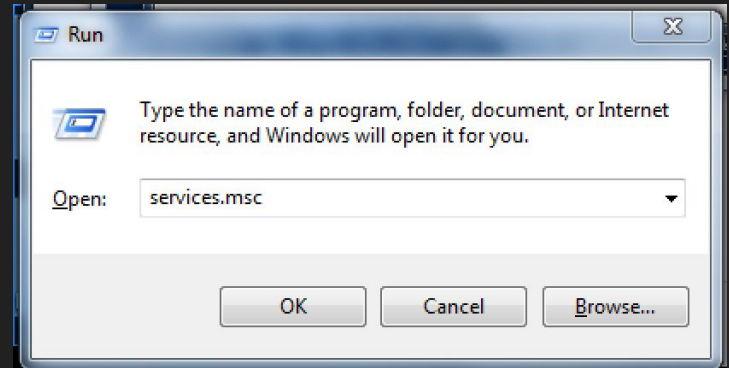 Run
Type the name of a program, folder, document, or Internet
resource, and Windows will open it for you.
Open: services.msc
OK Cancel Browse...